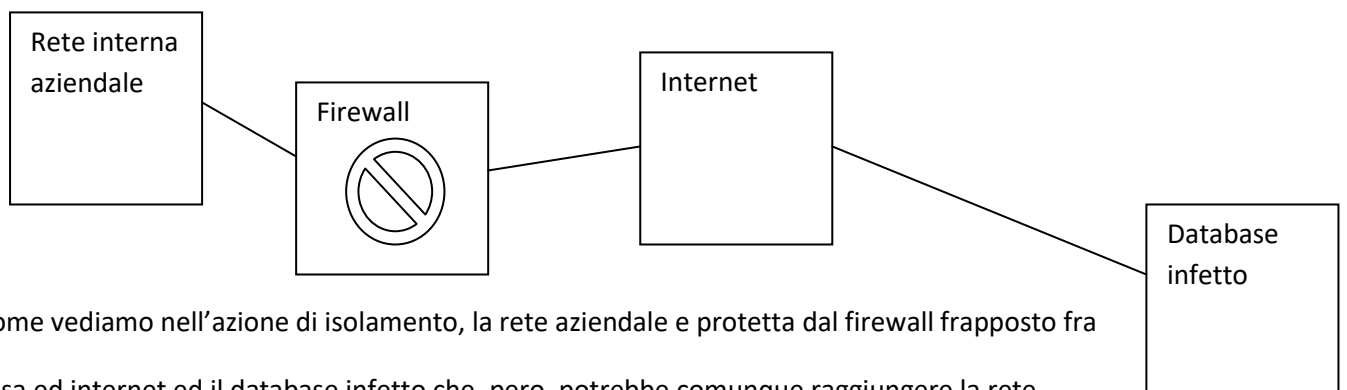 Rete interna
aziendale
Firewall
Internet
Database
infetto
ome vediamo nell’azione di isolamento, la rete aziendale e protetta dal firewall frapposto fra
sa ed internet ed il database infetto che, pero, potrebbe comunque raggiungere la rete